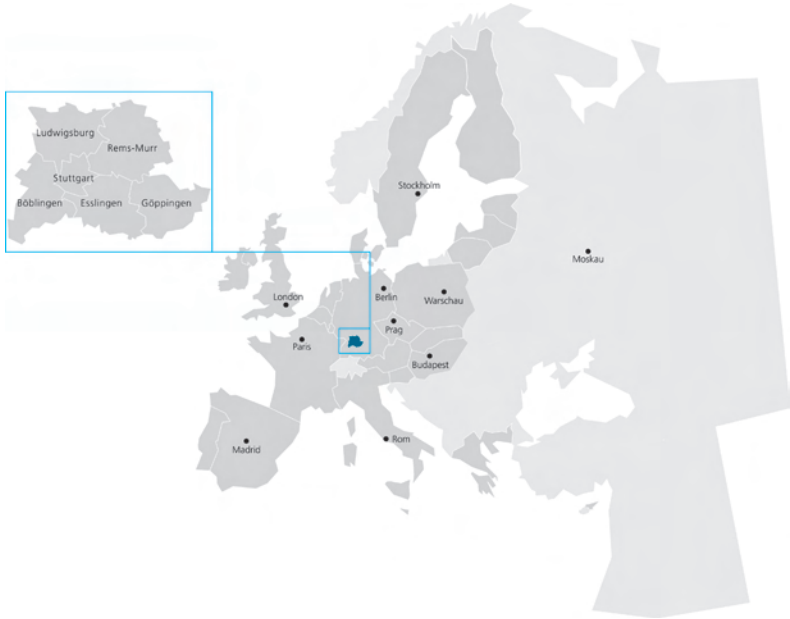 Ludwigsburg
Rems-Murr
Stuttgart
Böblingen
Esslingen
Göppingen
Stockholm
Moskau
London
Berlin
Warschau
Prag
Paris
Budapest
Madrid
Rom